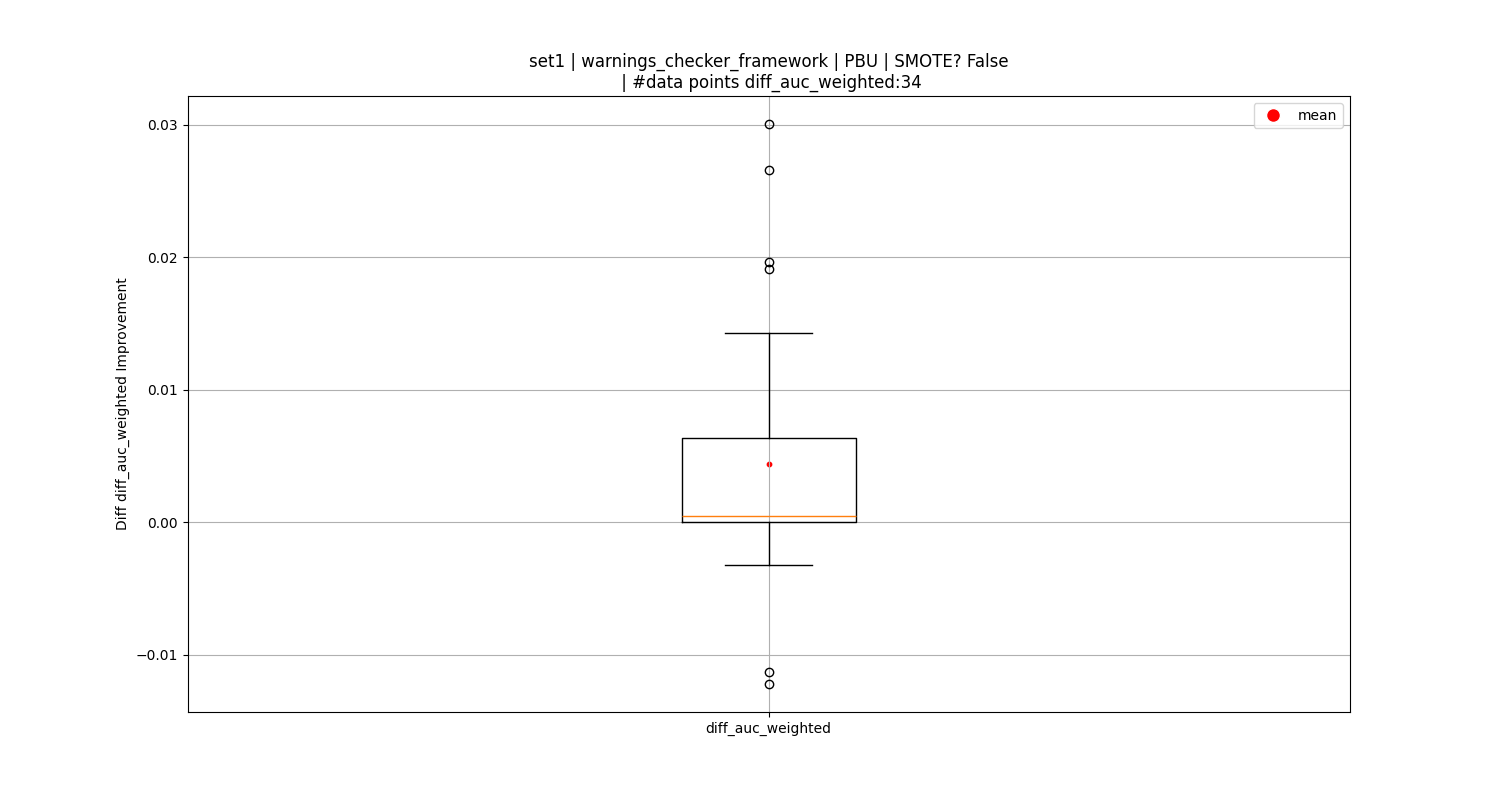 set1 | warnings_checker_framework | PBU | SMOTE? False
| #data points diff_auc_weighted:34
mean
0.03
0.02
0.01
0.00
−0.01
Diff diff_auc_weighted Improvement
diff_auc_weighted